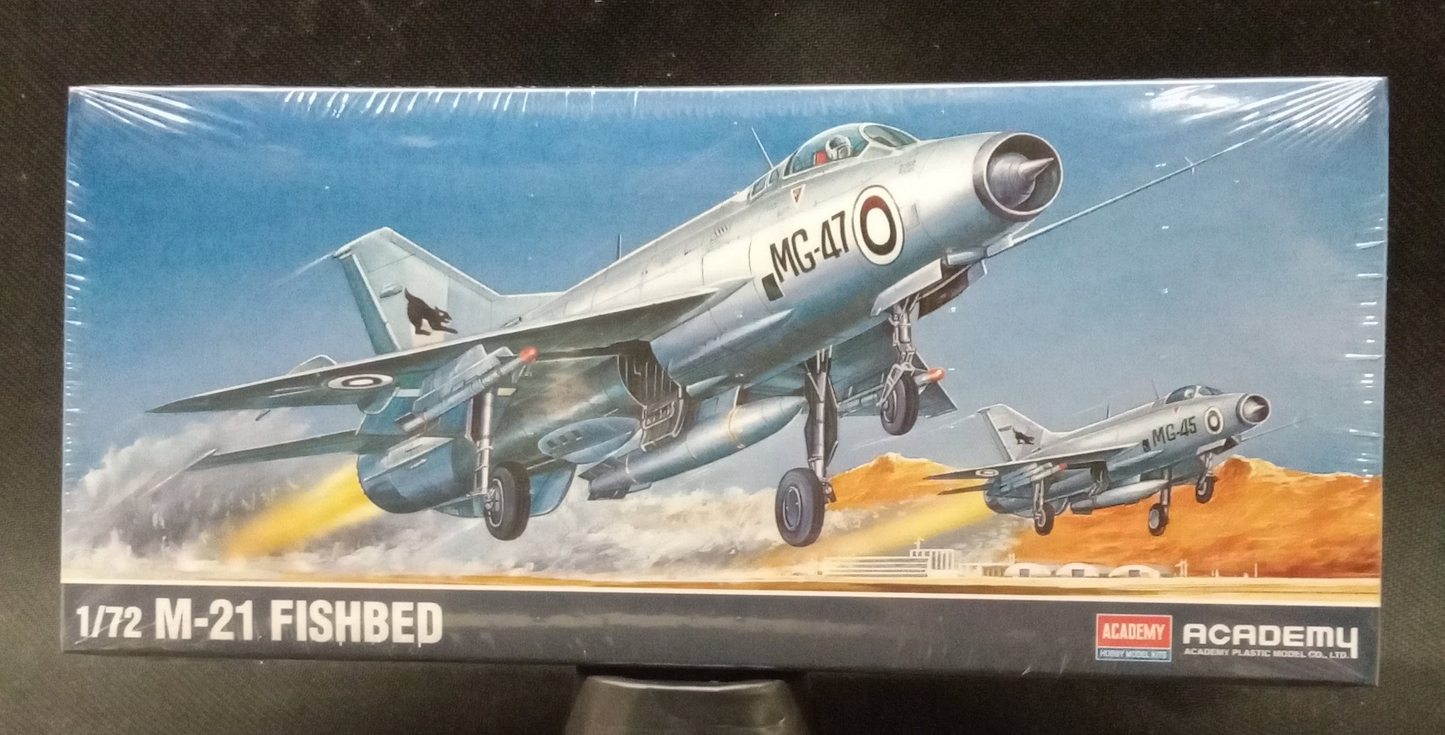 MG-47
MG-45
1/72 M-21 FISHBED
ACADEMY
HOBBY MODEL KITS
ACADEMY
ACADEMY PLASTIC MODEL CO., LTD.